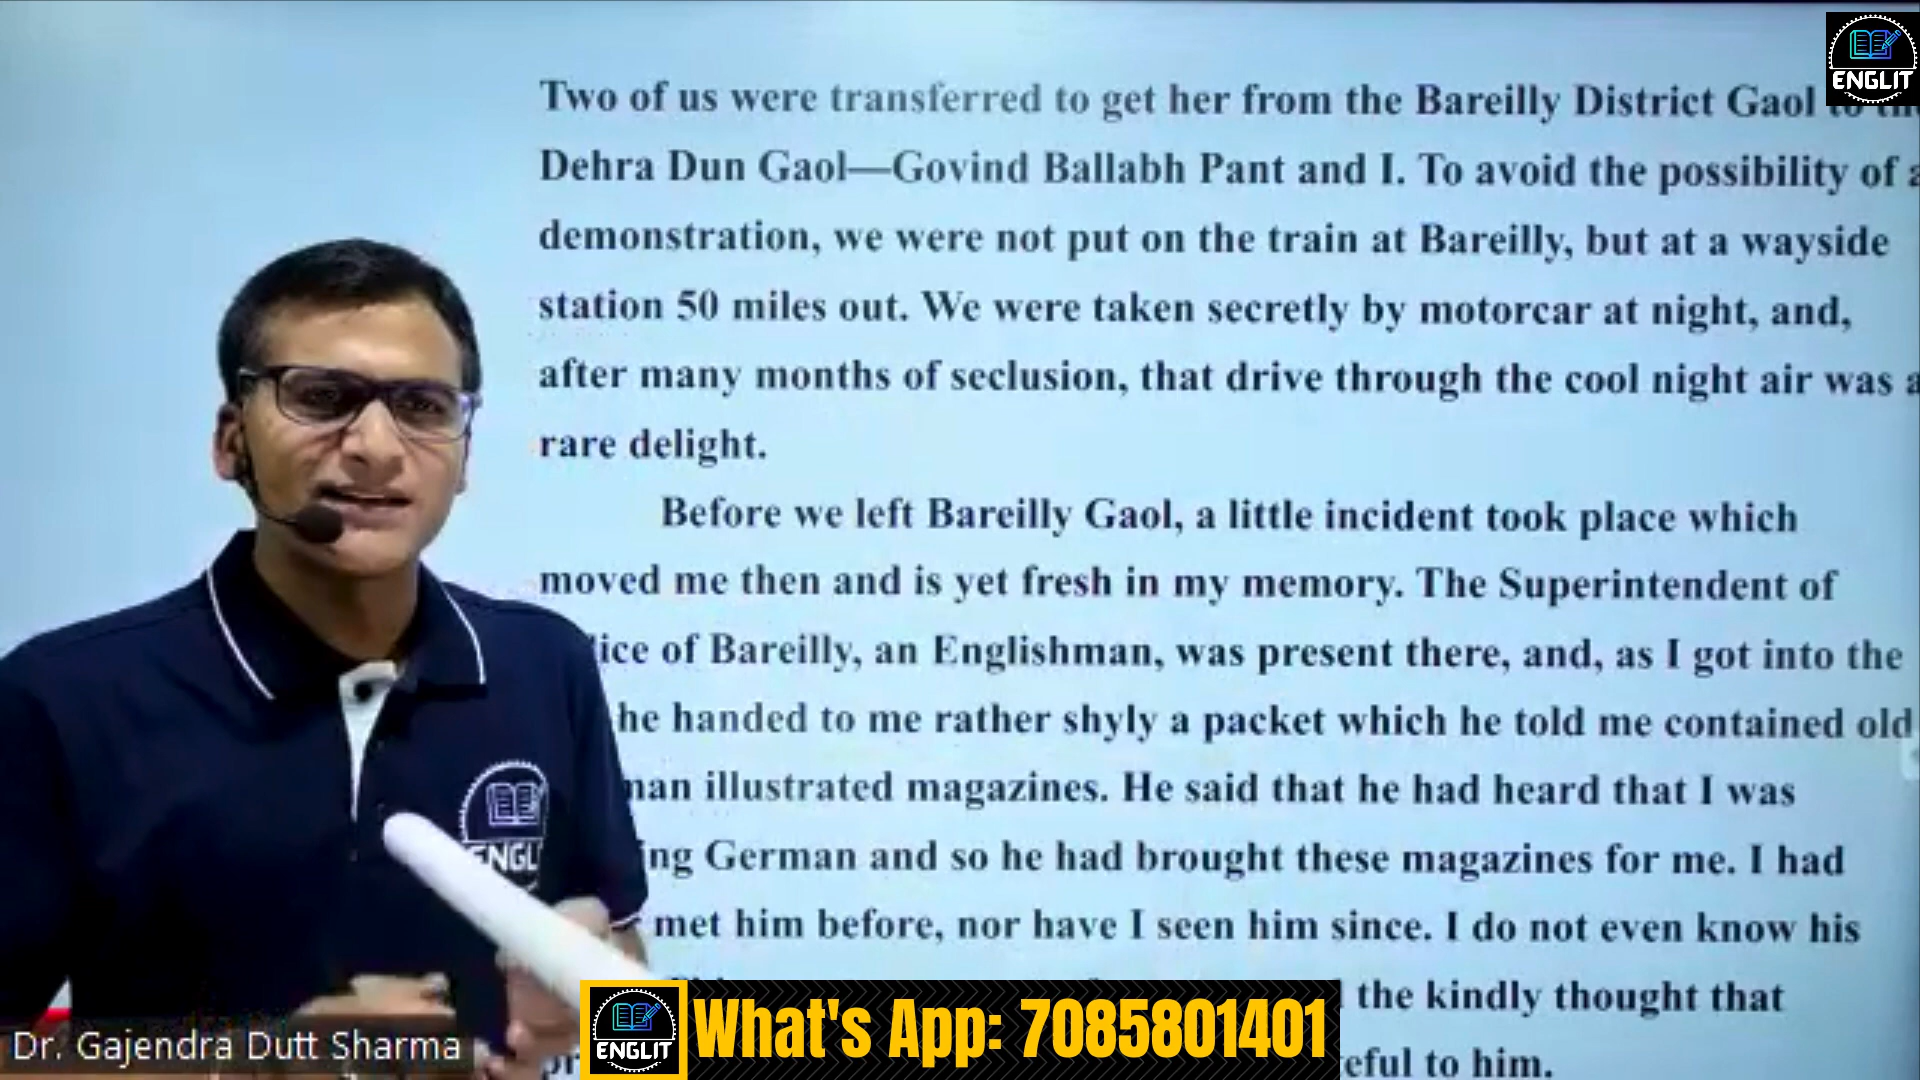 Two of us were transferred to get her from the Bareilly District Gaol to
Dehra Dun Gaol—Govind Ballabh Pant and I. To avoid the possibility of
demonstration, we were not put on the train at Bareilly, but at a wayside
station 50 miles out. We were taken secretly by motorcar at night, and,
after many months of seclusion, that drive through the cool night air was a
rare delight.
Before we left Bareilly Gaol, a little incident took place which
moved me then and is yet fresh in my memory. The Superintendent of
of Bareilly, an Englishman, was present there, and, as I got into the
he handed to me rather shyly a packet which he told me contained old
illustrated magazines. He said that he had heard that I was
German and so he had brought these magazines for me. I had
met him before, nor have I seen him since. I do not even know his
the kindly thought that
to him.
ENGLIT
ENGL
Dr. Gajendra Dutt Sharma
ENGLIT
What's App: 7085801401